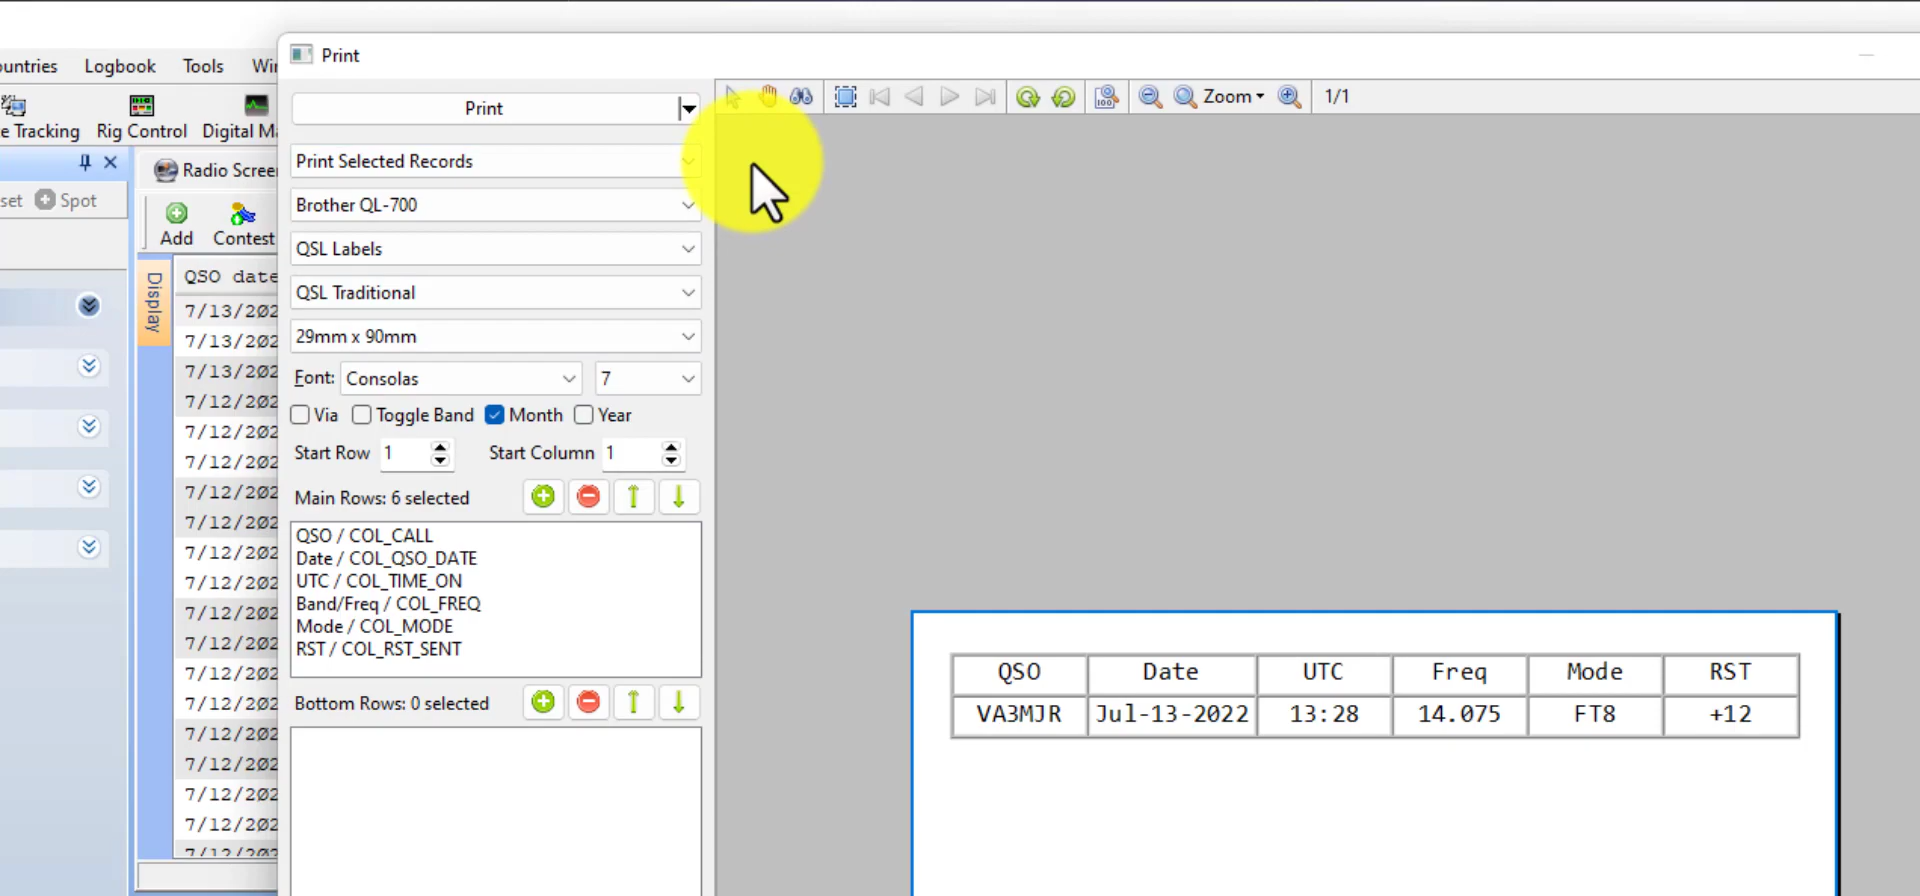 Print
ountries Logbook Tools Wi
e Tracking Rig Control Digital M
Print
Zoom 1/1
Print Selected Records
Radio Scree
set Spot
Brother QL-700
Add Contest
QSL Labels
Display
QSO date
QSL Traditional
7/13/202
7/13/202
29mm x 90mm
7/13/202
Font: Consolas 7
7/12/202
Via Toggle Band Month Year
7/12/202
Start Row 1 Start Column 1
7/12/202
Main Rows: 6 selected
7/12/202
7/12/202
QSO / COL_CALL
Date / COL_QSO_DATE
7/12/202
UTC / COL_TIME_ON
7/12/202
Band/Freq / COL_FREQ
7/12/202
Mode / COL_MODE
7/12/202
RST / COL_RST_SENT
7/12/202
Bottom Rows: 0 selected
7/12/202
7/12/202
7/12/202
7/12/202
7/12/202
7/12/202
QSO Date UTC Freq Mode RST
VA3MJR Jul-13-2022 13:28 14.075 FT8 +12